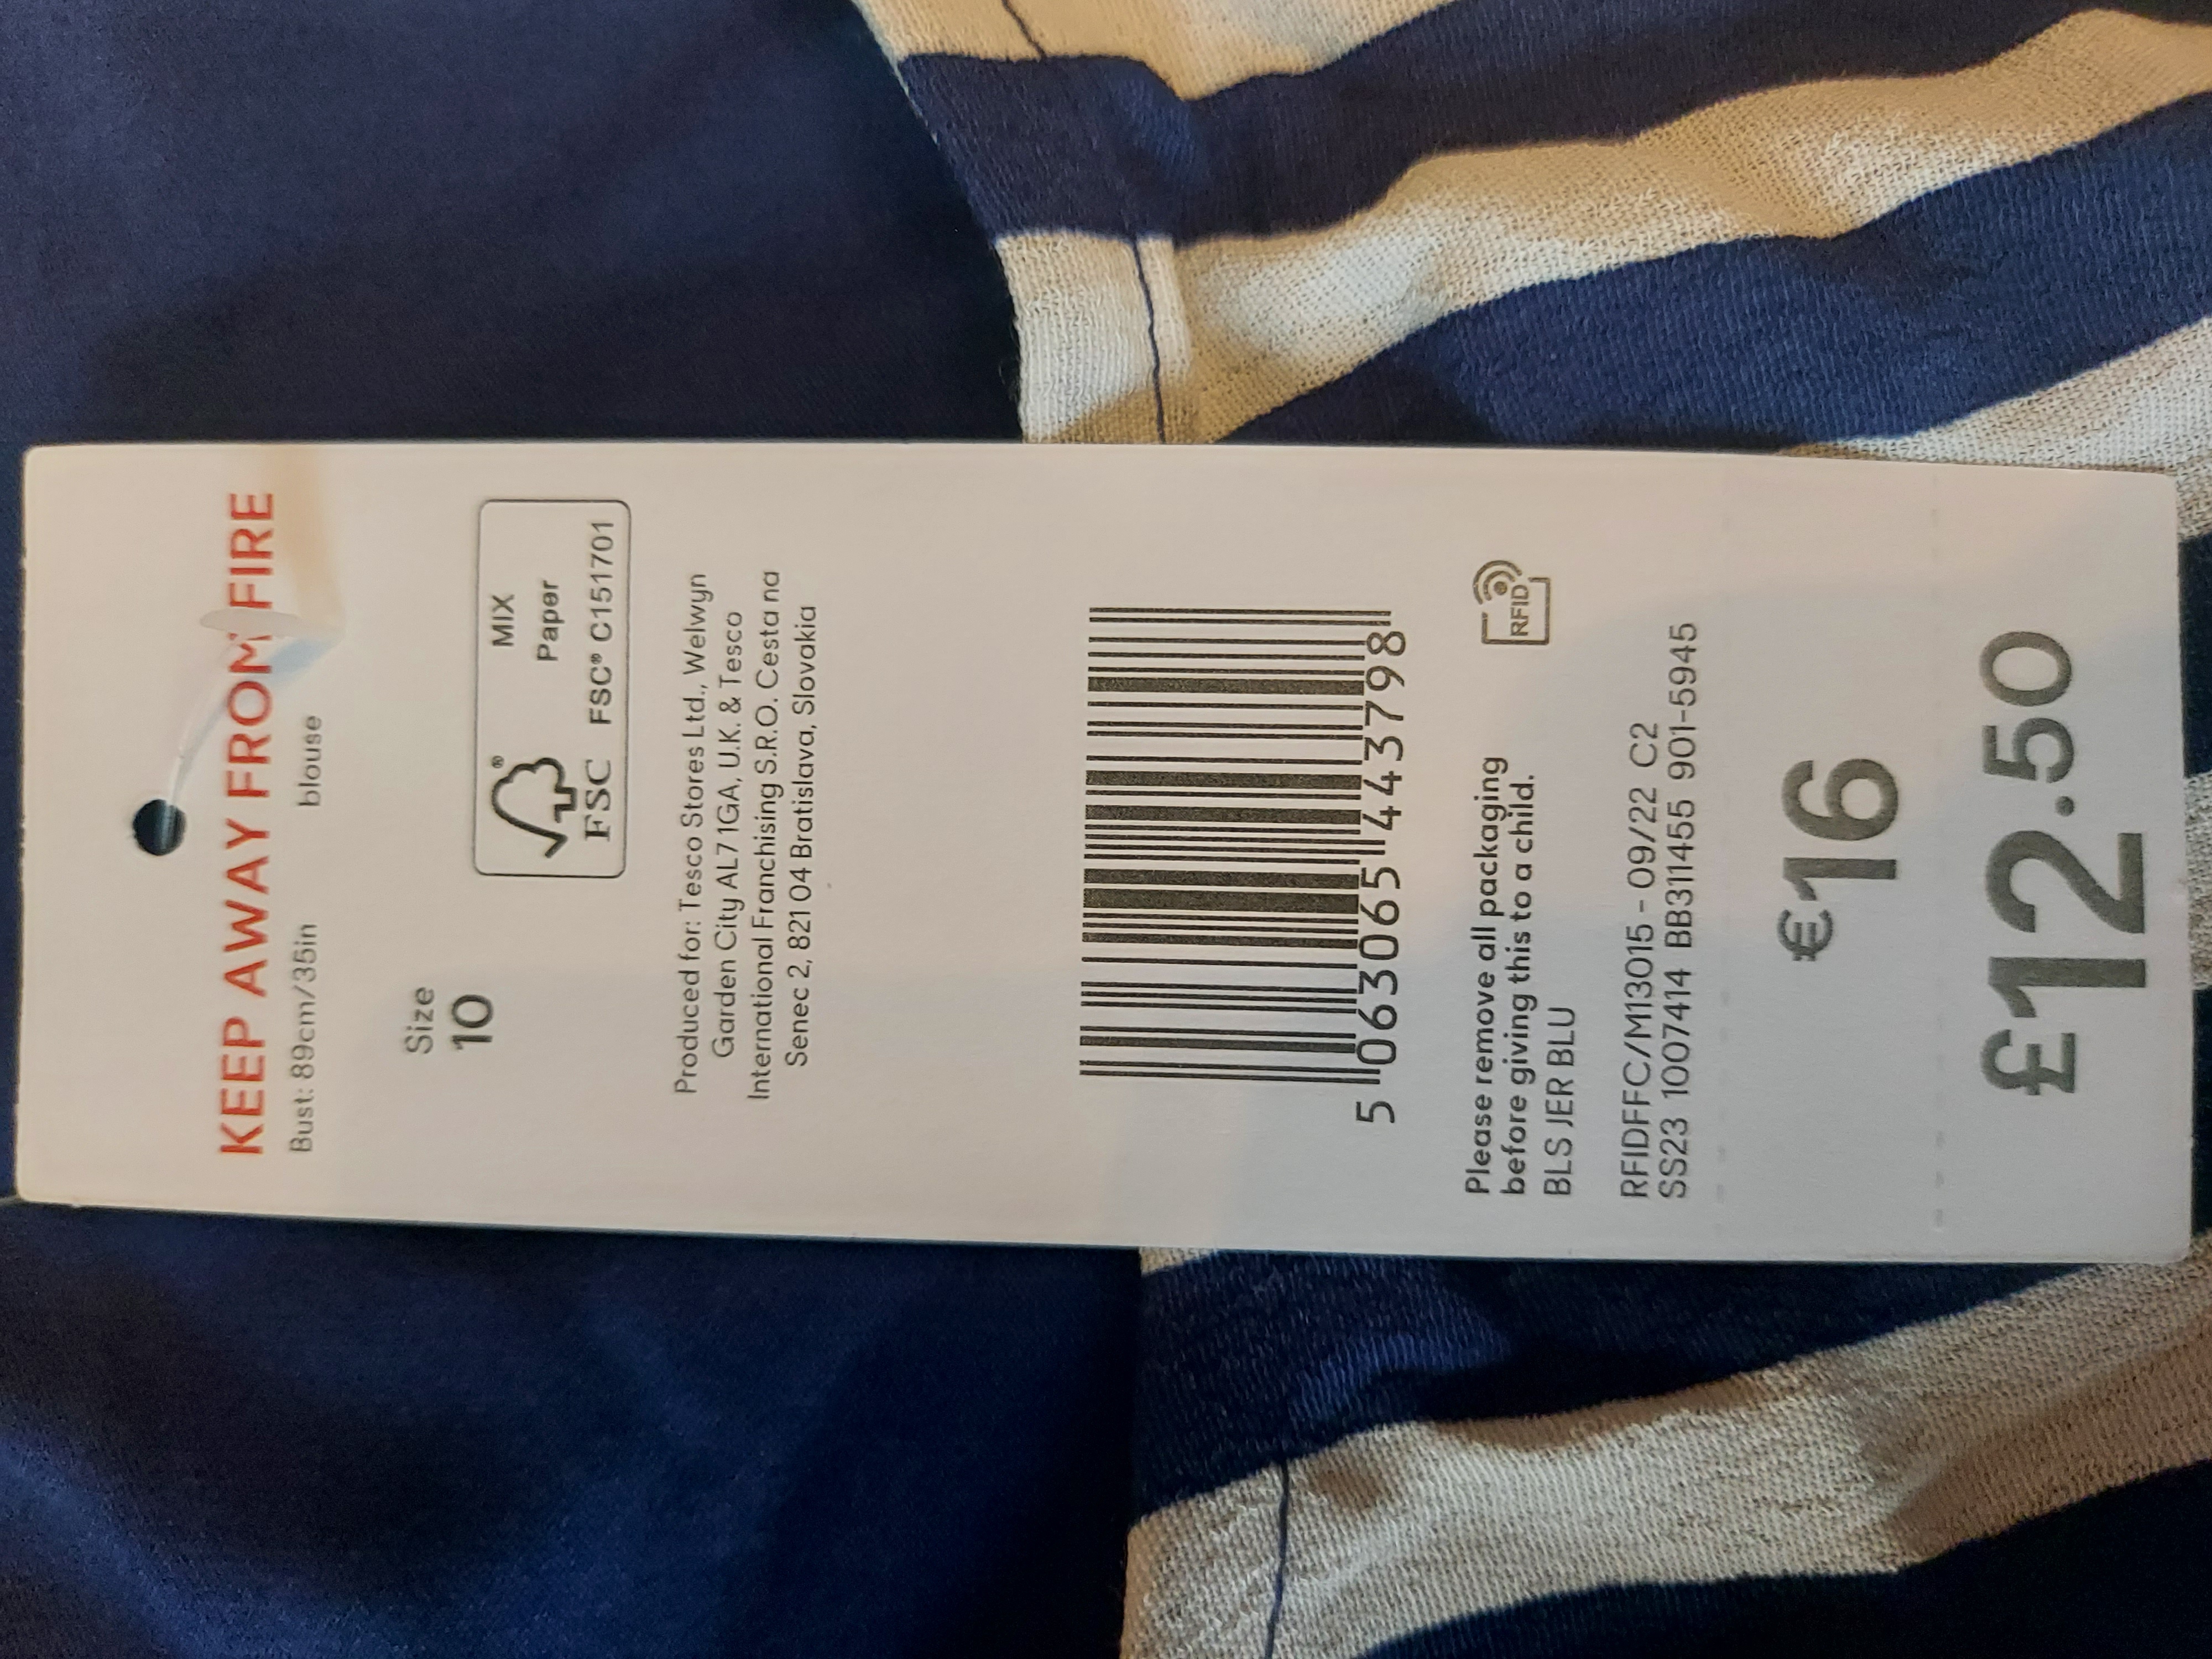 KEEP AWAY FROM FIRE
Bust: 89cm/35in blouse
Size
10
MIX
Paper
FSC® C151701
FSC
®
Produced for: Tesco Stores Ltd., Welwyn
Garden City AL7 1GA, U.K. & Tesco
International Franchising S.R.O. Cesta na
Senec 2, 821 04 Bratislava, Slovakia
5 063065 443798
Please remove all packaging
before giving this to a child.
BLS JER BLU
RFID
RFIDFFC/M13015 - 09/22 C2
SS23 1007414 BB311455 901-5945
€16
£12.50